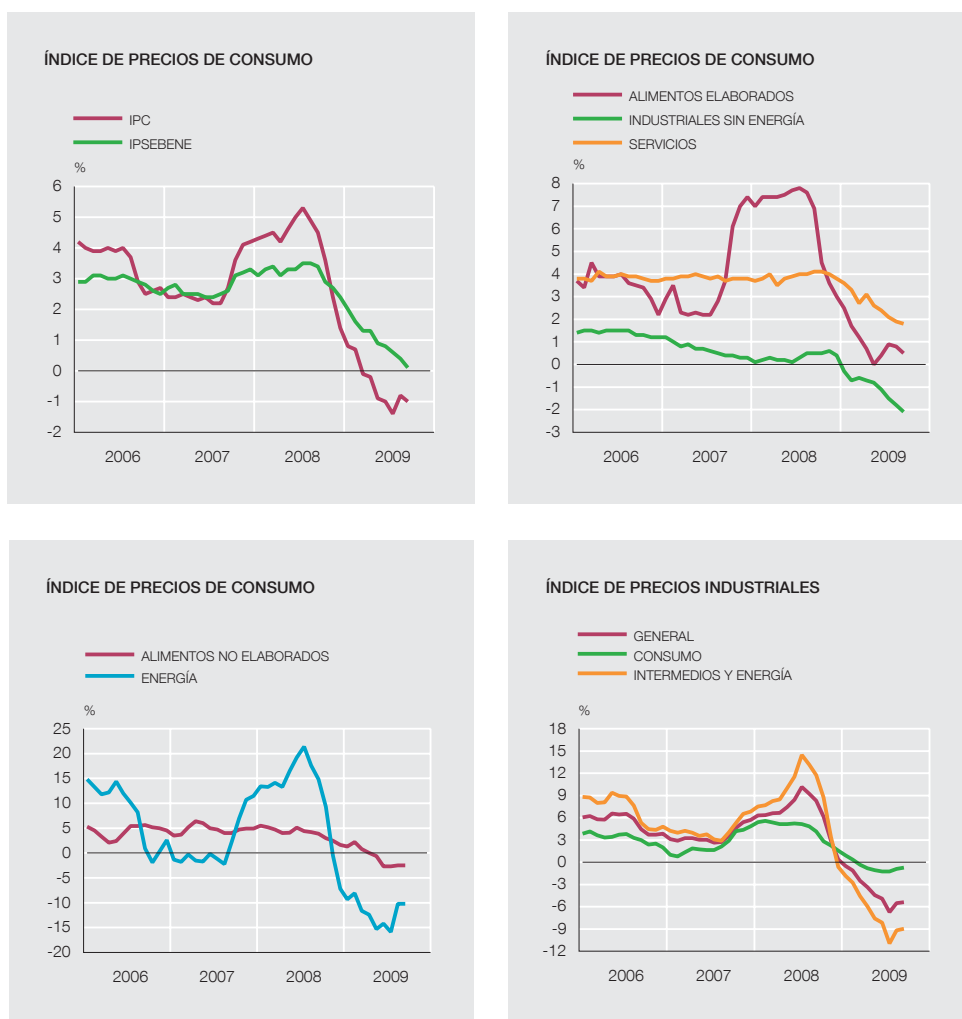 ÍNDICE DE PRECIOS DE CONSUMO
IPC
IPSEBENE
%
6
5
4
3
2
1
0
-1
-2
2006 2007 2008 2009
ÍNDICE DE PRECIOS DE CONSUMO
ALIMENTOS ELABORADOS
INDUSTRIALES SIN ENERGÍA
SERVICIOS
%
8
7
6
5
4
3
2
1
0
-1
-2
-3
2006 2007 2008 2009
ÍNDICE DE PRECIOS DE CONSUMO
ALIMENTOS NO ELABORADOS
ENERGÍA
%
25
20
15
10
5
0
-5
-10
-15
-20
2006 2007 2008 2009
ÍNDICE DE PRECIOS INDUSTRIALES
GENERAL
CONSUMO
INTERMEDIOS Y ENERGÍA
%
18
15
12
9
6
3
0
-3
-6
-9
-12
2006 2007 2008 2009